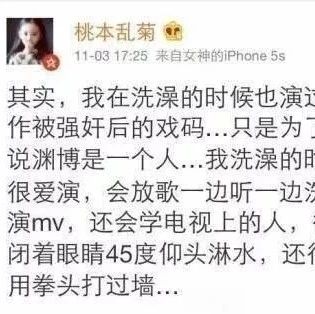 桃本乱菊
11-03 17:25 来自女神的iPhone 5s
其实，我在洗澡的时候也演过
作被强奸后的戏码...只是为了
说渊博是一个人...我洗澡的时
很爱演，会放歌一边听一边洗
演mv，还会学电视上的人，
闭着眼睛45度仰头淋水，还很
用拳头打过墙...